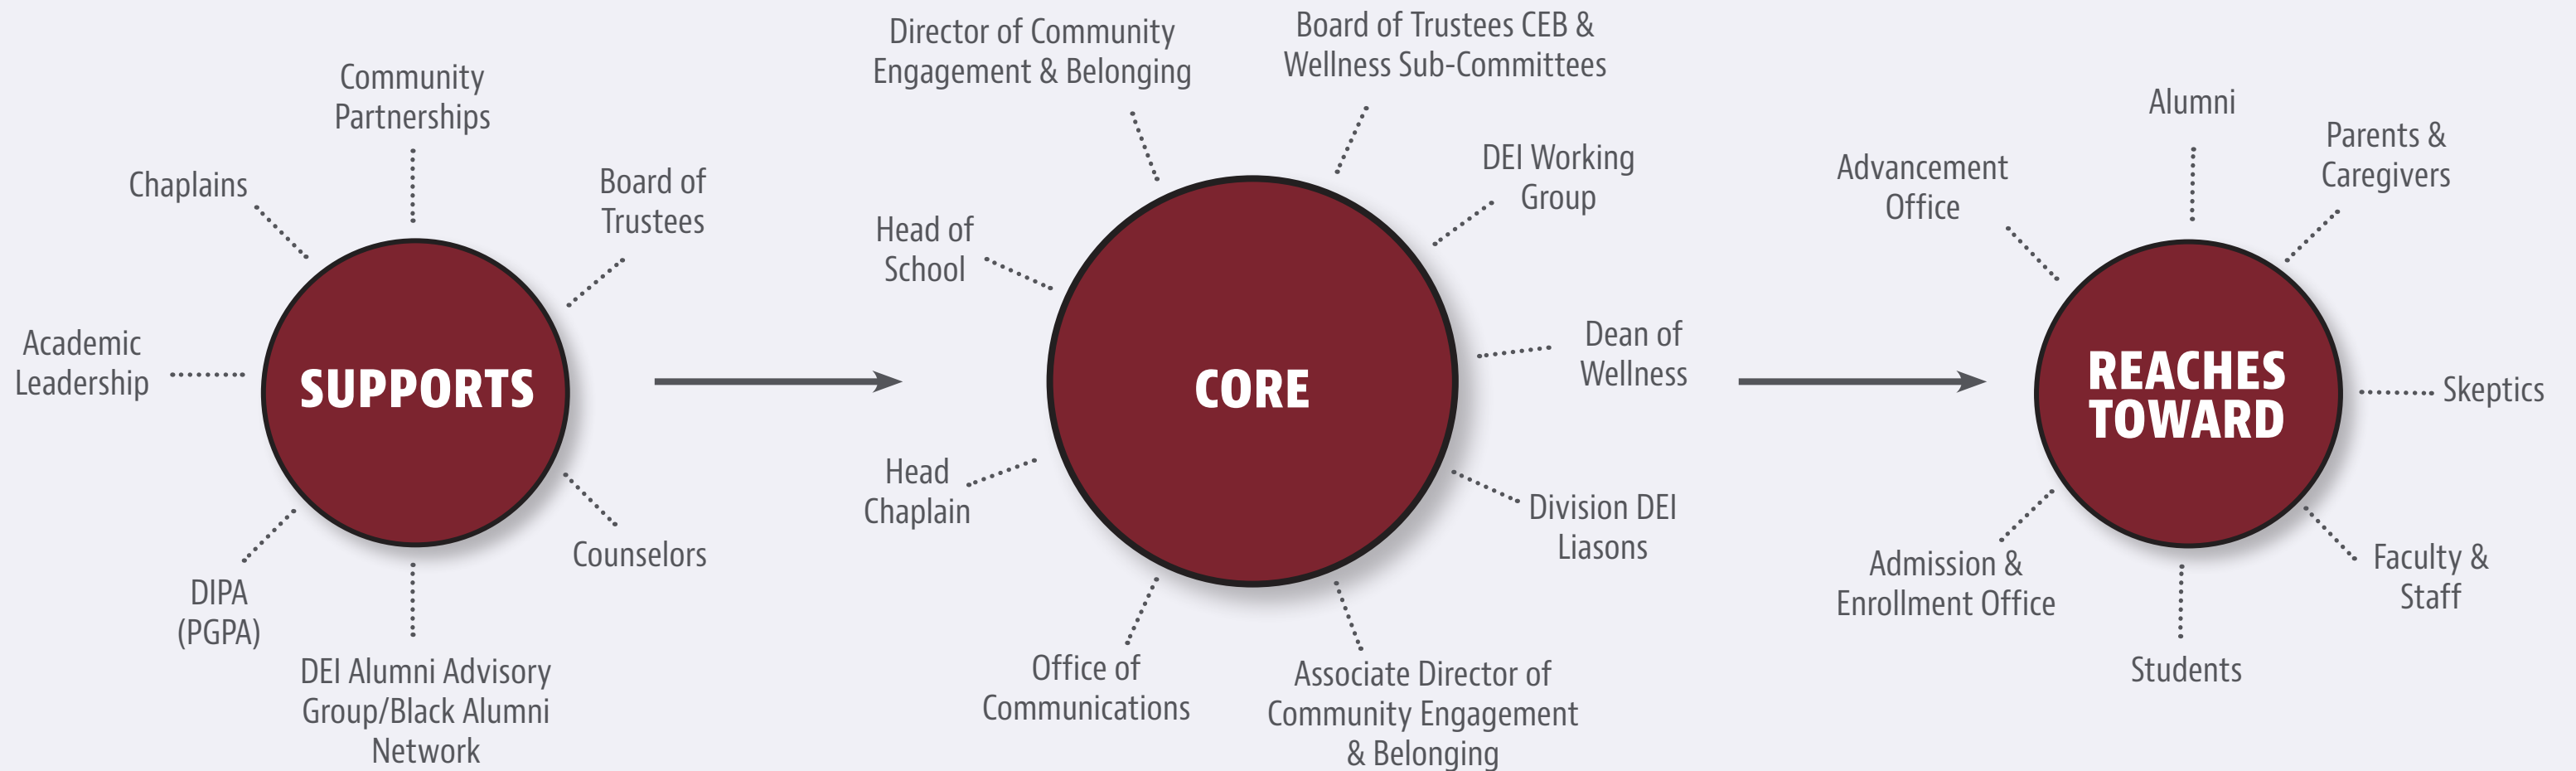 Community
Partnerships
Chaplains
Board of
Trustees
Academic
Leadership
SUPPORTS
Counselors
DIPA
(PGPA)
DEI Alumni Advisory
Group/Black Alumni
Network
Director of Community
Engagement & Belonging
Board of Trustees CEB &
Wellness Sub-Committees
DEI Working
Group
Head of
School
Dean of
Wellness
CORE
Head
Chaplain
Division DEI
Liasons
Office of
Communications
Associate Director of
Community Engagement
& Belonging
Alumni
Parents &
Caregivers
Advancement
Office
REACHES
TOWARD
Skeptics
Admission &
Enrollment Office
Faculty &
Staff
Students